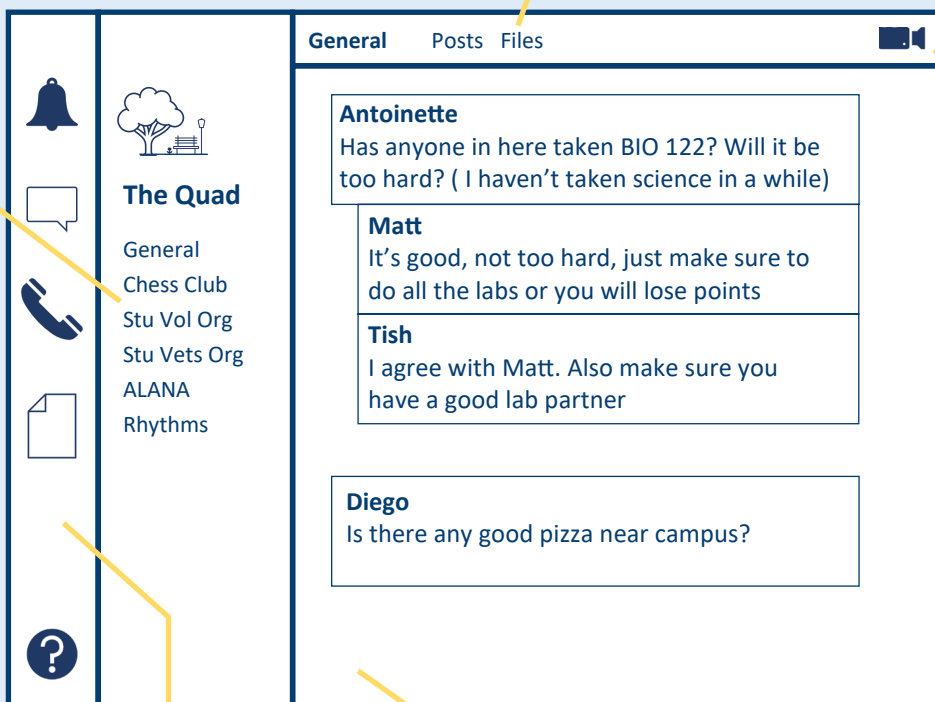 General Posts Files
The Quad
General
Chess Club
Stu Vol Org
Stu Vets Org
ALANA
Rhythms
Antoinette
Has anyone in here taken BIO 122? Will it be
too hard? ( I haven’t taken science in a while)
Matt
It’s good, not too hard, just make sure to
do all the labs or you will lose points
Tish
I agree with Matt. Also make sure you
have a good lab partner
Diego
Is there any good pizza near campus?
?